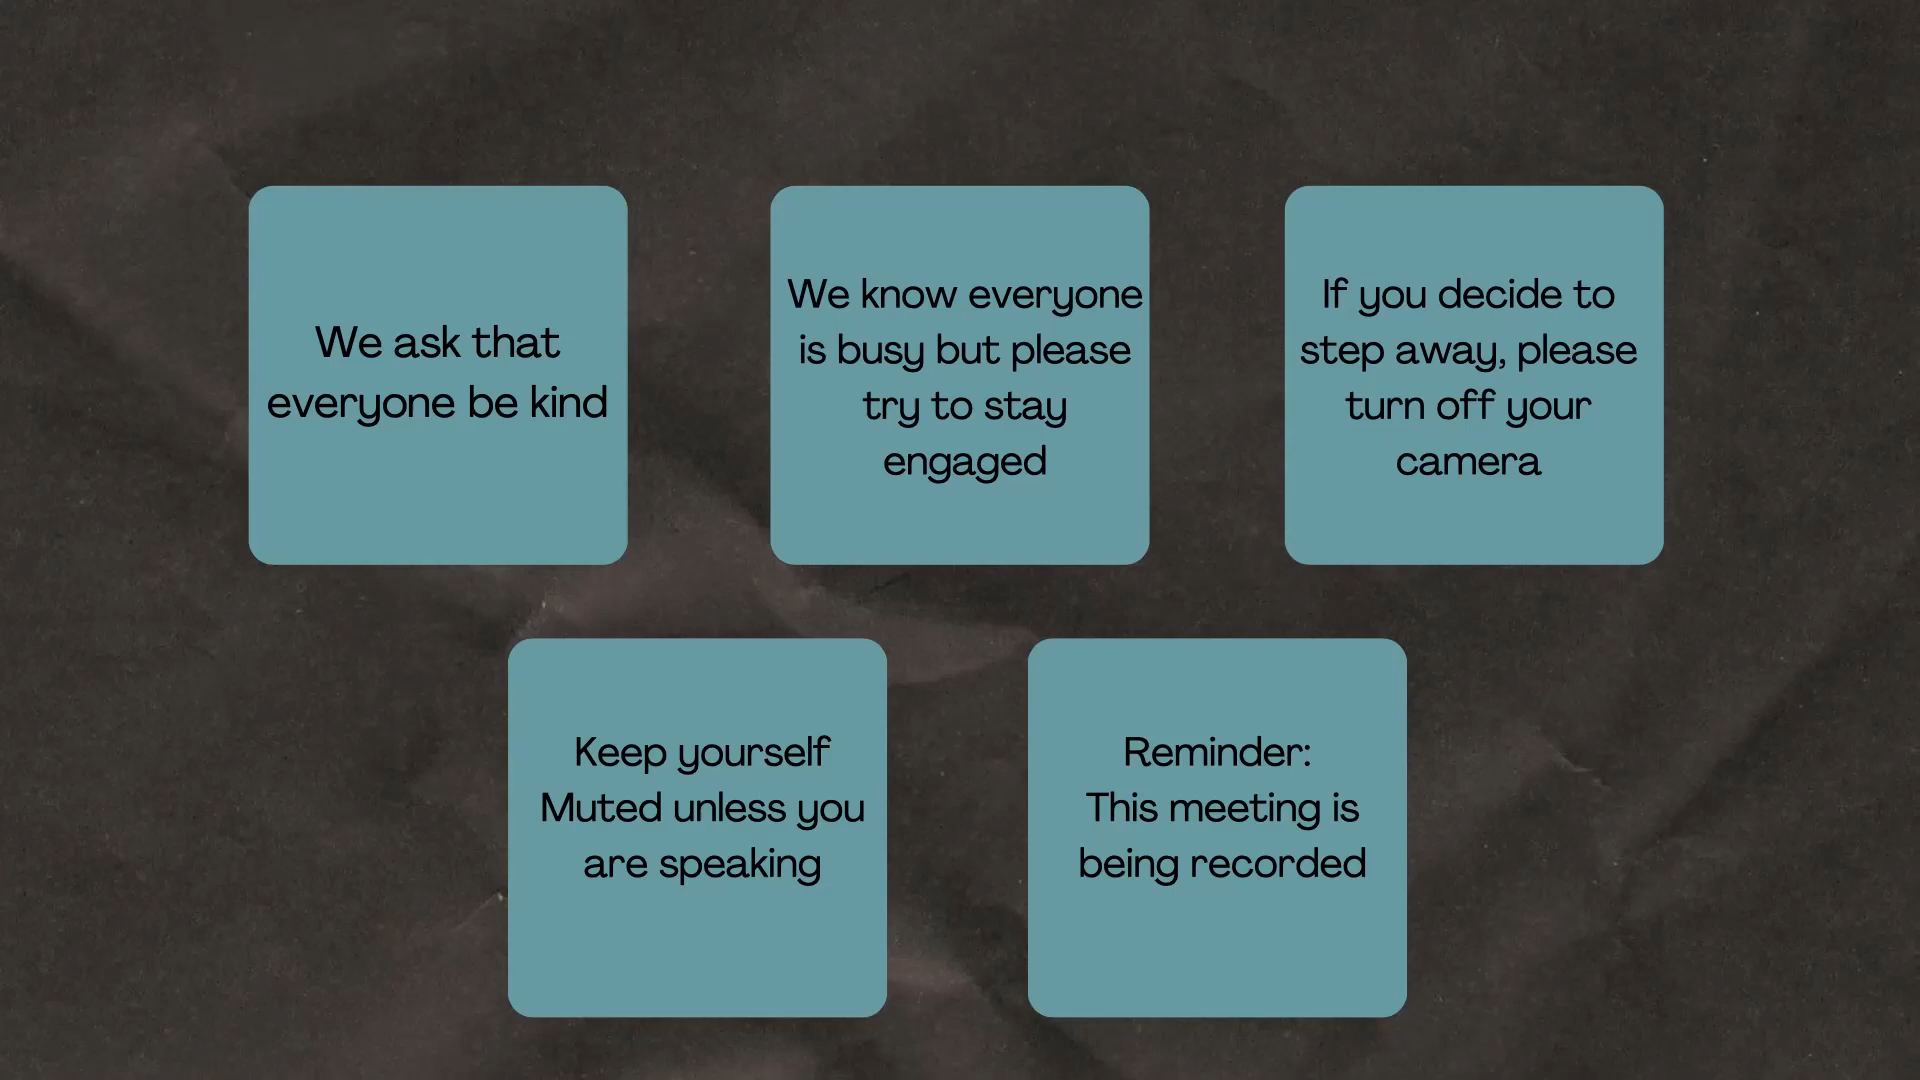 We ask that
everyone be kind
We know everyone
is busy but please
try to stay
engaged
If you decide to
step away, please
turn off your
camera
Keep yourself
Muted unless you
are speaking
Reminder:
This meeting is
being recorded